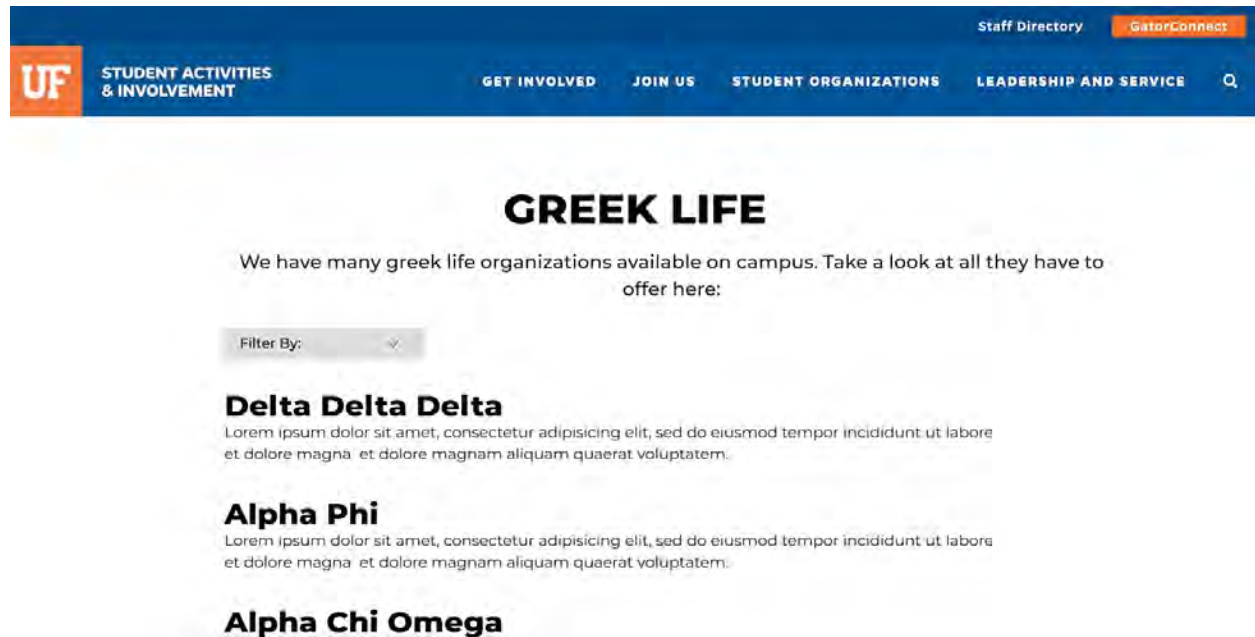 Staff Directory GatorConnect
UF STUDENT ACTIVITIES
& INVOLVEMENT
GET INVOLVED JOIN US STUDENT ORGANIZATIONS LEADERSHIP AND SERVICE
GREEK LIFE
We have many greek life organizations available on campus. Take a look at all they have to
offer here:
Filter By:
Delta Delta Delta
Lorem ipsum dolor sit amet, consectetur adipisicing elit, sed do eiusmod tempor incididunt ut labore
et dolore magna et dolore magnam aliquam quaerat voluptatem.
Alpha Phi
Lorem ipsum dolor sit amet, consectetur adipisicing elit, sed do eiusmod tempor incididunt ut labore
et dolore magna et dolore magnam aliquam quaerat voluptatem.
Alpha Chi Omega